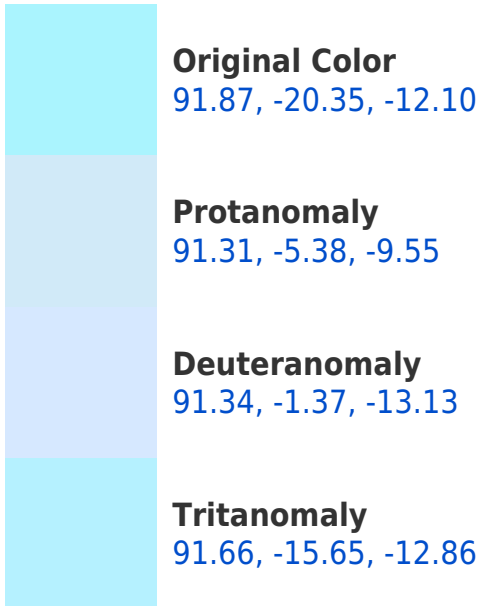 Original Color
91.87, -20.35, -12.10
Protanomaly
91.31, -5.38, -9.55
Deuteranomaly
91.34, -1.37, -13.13
Tritanomaly
91.66, -15.65, -12.86